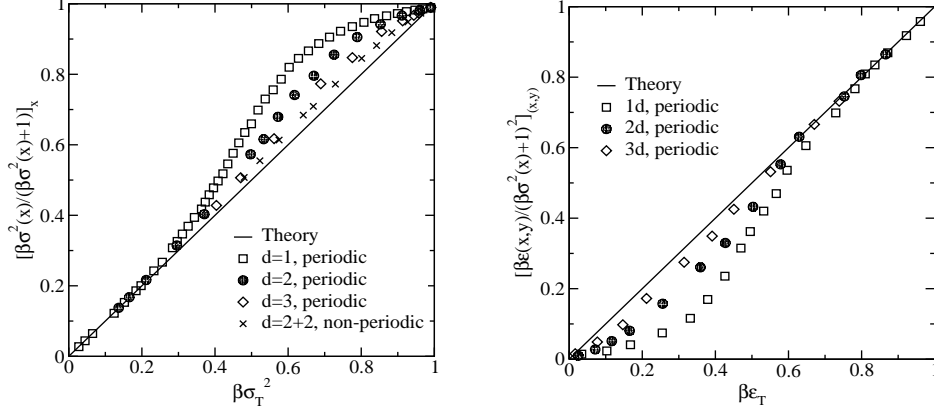 [βσ²(x)/(βσ²(x)+1)]ₓ
1
0.8
0.6
0.4
0.2
0
Theory
d=1, periodic
d=2, periodic
d=3, periodic
d=2+2, non-periodic
0 0.2 0.4 0.6 0.8 1
βσ_T²
[βε(x,y)/(βσ²(x)+1)²]_(x,y)
1
0.8
0.6
0.4
0.2
0
Theory
1d, periodic
2d, periodic
3d, periodic
0 0.2 0.4 0.6 0.8 1
βε_T